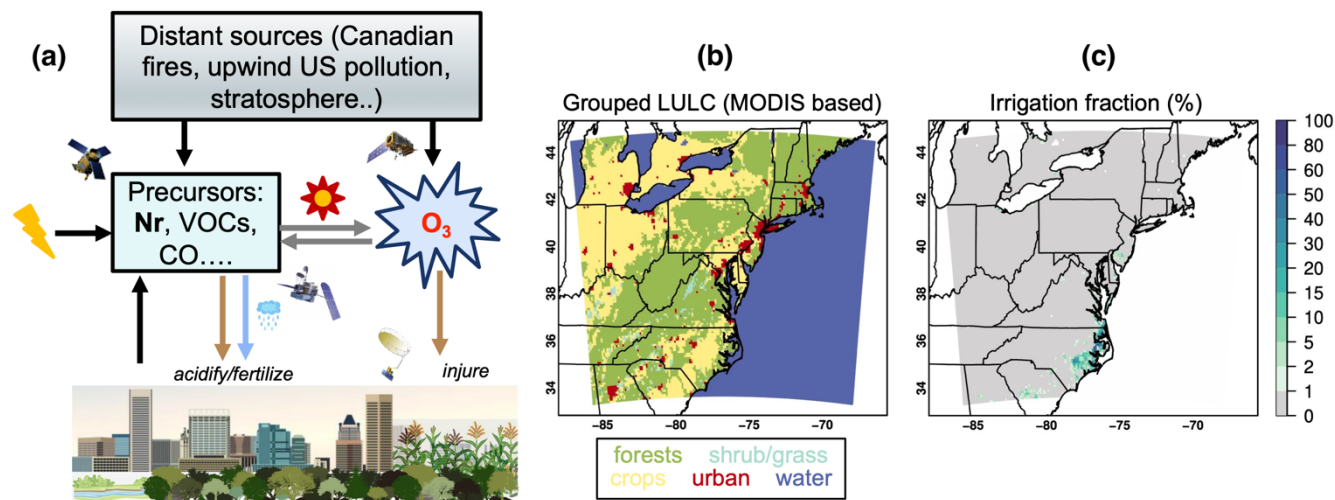 (a)
Distant sources (Canadian
fires, upwind US pollution,
stratosphere..)
Precursors:
Nr, VOCs,
CO....
O₃
acidify/fertilize
injure
(b)
Grouped LULC (MODIS based)
44
42
40
38
36
34
−85
−80
−75
−70
forests
shrub/grass
crops
urban
water
(c)
Irrigation fraction (%)
44
42
40
38
36
34
−85
−80
−75
−70
100
80
60
50
40
30
20
15
10
5
2
1
0